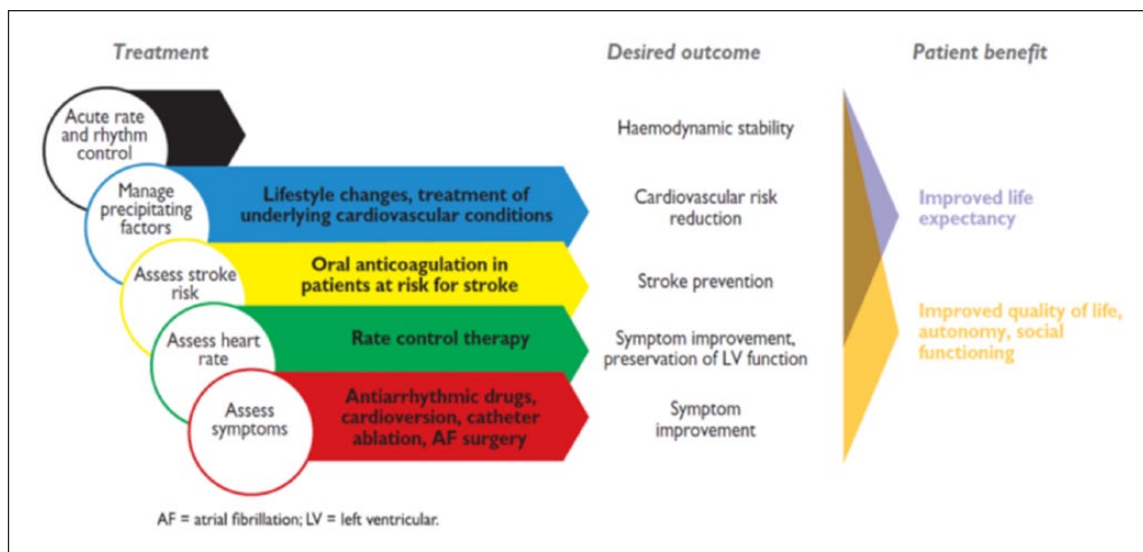 Treatment
Desired outcome
Patient benefit
Acute rate
and rhythm
control
Haemodynamic stability
Manage
precipitating
factors
Lifestyle changes, treatment of
underlying cardiovascular conditions
Cardiovascular risk
reduction
Improved life
expectancy
Assess stroke
risk
Oral anticoagulation in
patients at risk for stroke
Stroke prevention
Assess heart
rate
Rate control therapy
Symptom improvement,
preservation of LV function
Improved quality of life,
autonomy, social
functioning
Assess
symptoms
Antiarrhythmic drugs,
cardioversion, catheter
ablation, AF surgery
Symptom
improvement
AF = atrial fibrillation; LV = left ventricular.